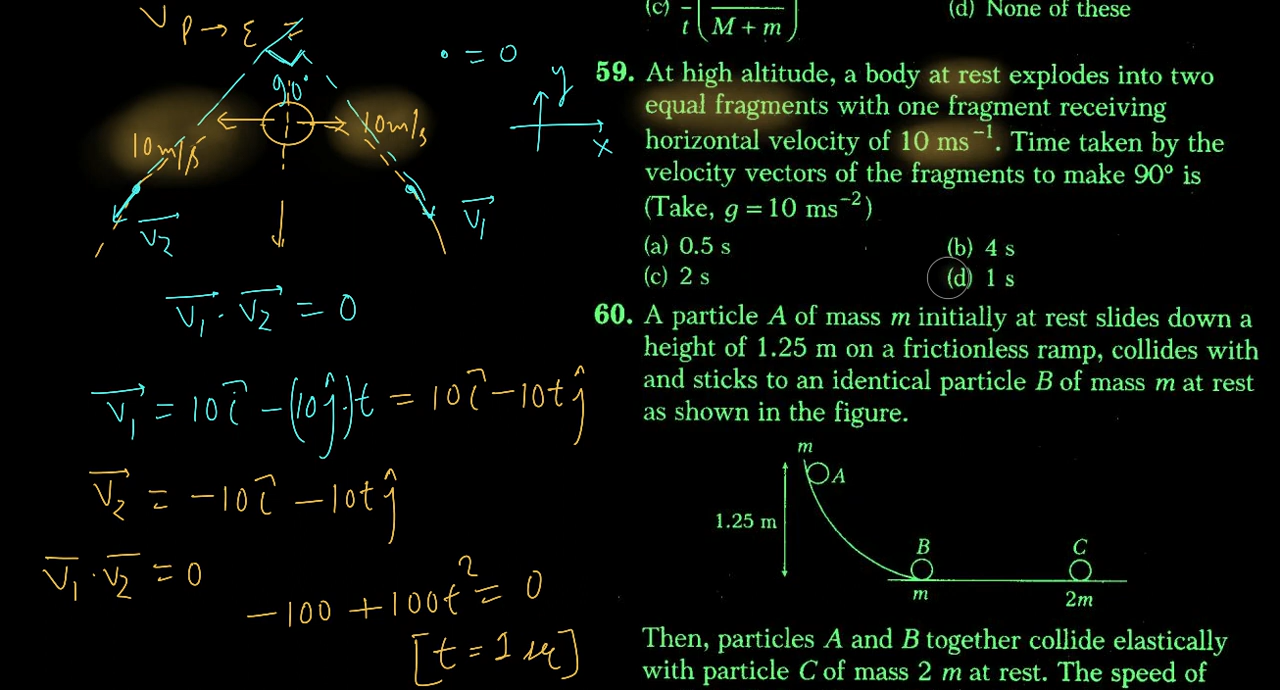 V P → ε
90°
10m/s
10m/s
V₂
V₁
• = 0
y
x
V₁ · V₂ = 0
V₁ = 10î − (10ĵ)t = 10î − 10tĵ
V₂ = −10î − 10tĵ
V₁ · V₂ = 0
−100 + 100t² = 0
[t = 1 sec]
(c) 1/t ( M + m )
(d) None of these
59. At high altitude, a body at rest explodes into two
equal fragments with one fragment receiving
horizontal velocity of 10 ms⁻¹. Time taken by the
velocity vectors of the fragments to make 90° is
(Take, g = 10 ms⁻²)
(a) 0.5 s (b) 4 s
(c) 2 s (d) 1 s
60. A particle A of mass m initially at rest slides down a
height of 1.25 m on a frictionless ramp, collides with
and sticks to an identical particle B of mass m at rest
as shown in the figure.
m
A
1.25 m
B C
m 2m
Then, particles A and B together collide elastically
with particle C of mass 2 m at rest. The speed of